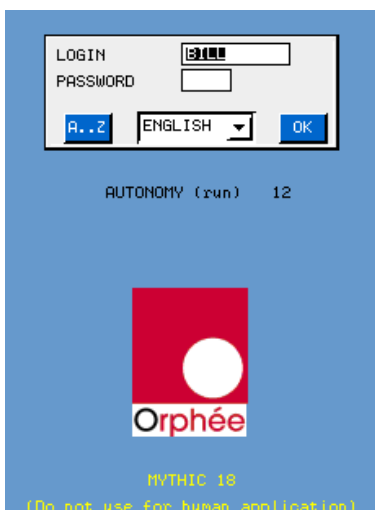 LOGIN BILL
PASSWORD
A..Z ENGLISH OK
AUTONOMY (run) 12
Orphée
MYTHIC 18
(Do not use for human application)